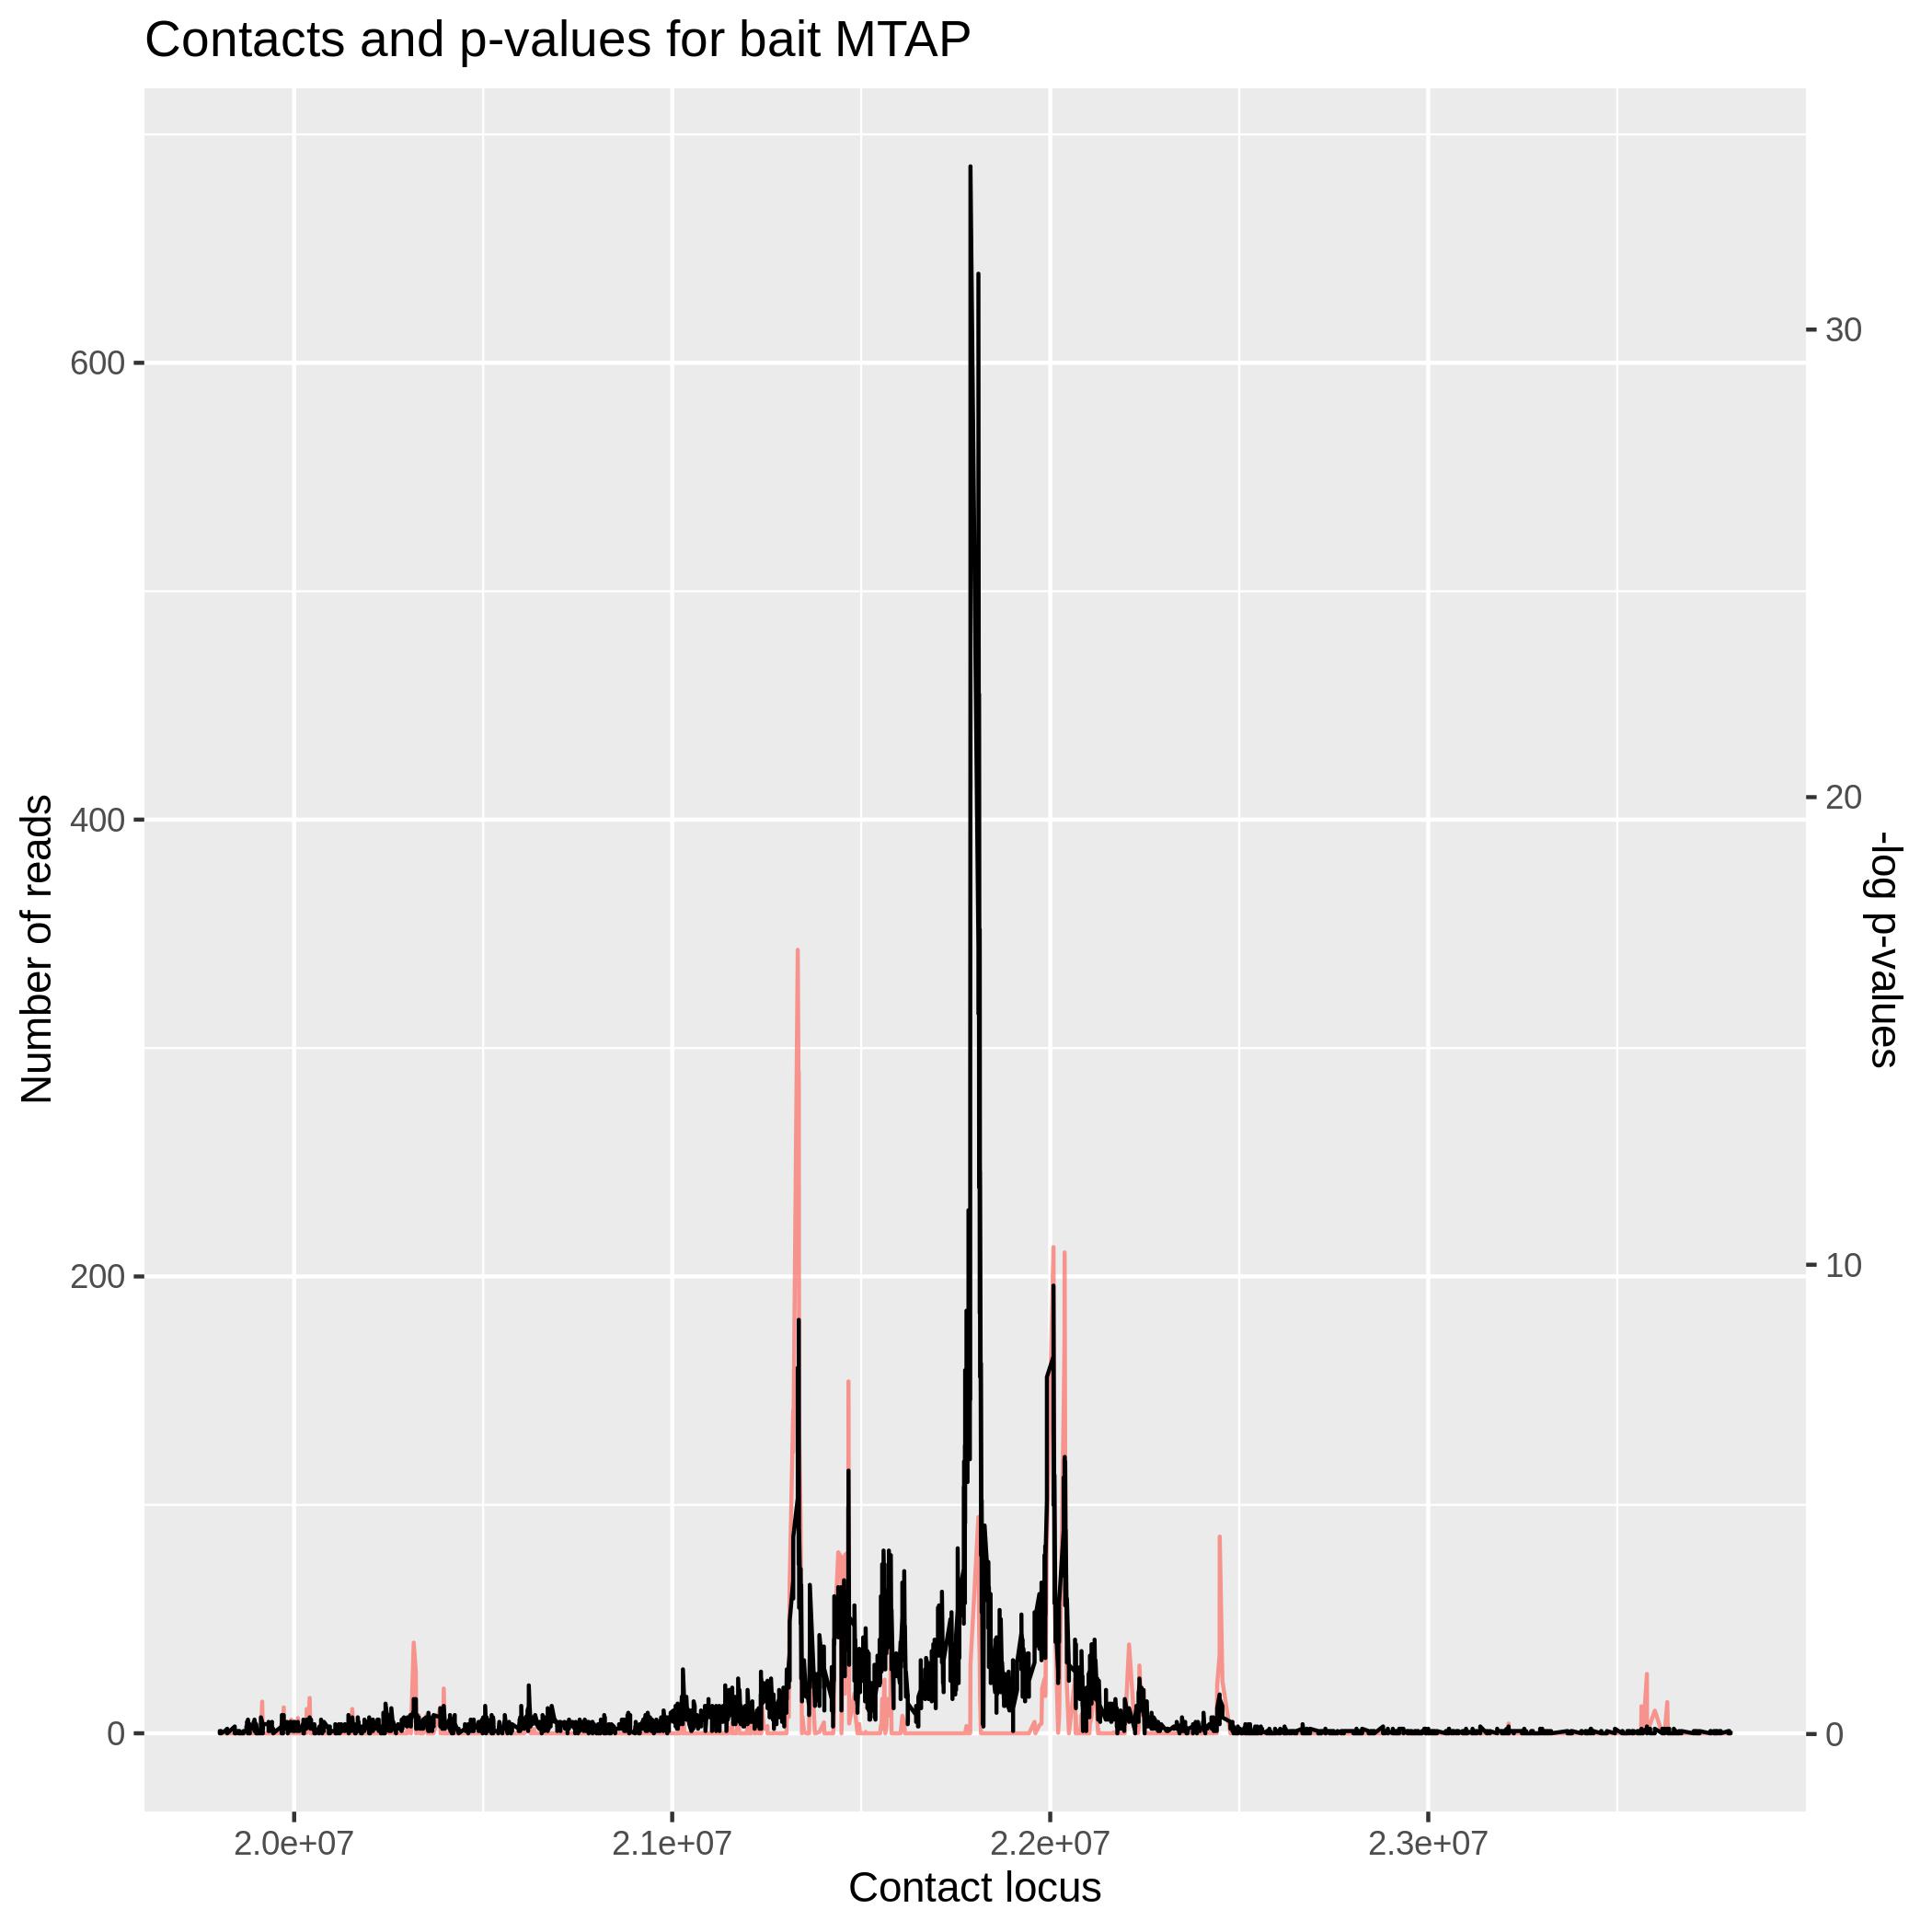 Contacts and p-values for bait MTAP
Number of reads
600
400
200
0
30
20
10
0
-log p-values
2.0e+07
2.1e+07
2.2e+07
2.3e+07
Contact locus